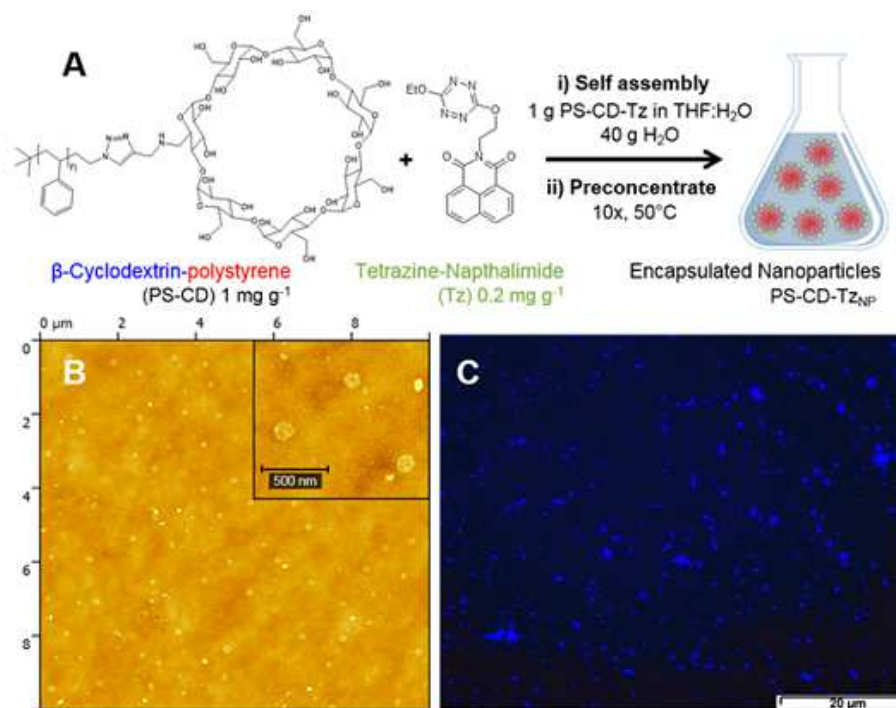 A
EtO
+
i) Self assembly
1 g PS-CD-Tz in THF:H₂O
40 g H₂O
ii) Preconcentrate
10x, 50°C
β-Cyclodextrin-polystyrene
(PS-CD) 1 mg g⁻¹
Tetrazine-Napthalimide
(Tz) 0.2 mg g⁻¹
Encapsulated Nanoparticles
PS-CD-Tz_NP
0 µm 2 4 6 8
0
2
4
6
8
B
500 nm
C
20 µm